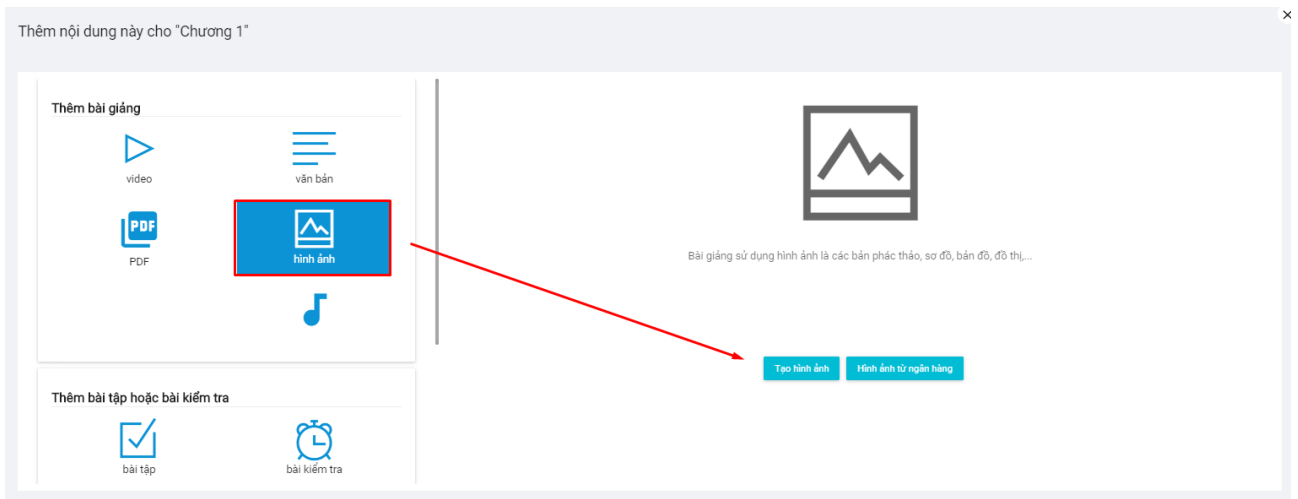 Thêm nội dung này cho "Chương 1"
Thêm bài giảng
video
văn bản
PDF
PDF
hình ảnh
Bài giảng sử dụng hình ảnh là các bản phác thảo, sơ đồ, bản đồ, đồ thị,...
Tạo hình ảnh
Hình ảnh từ ngân hàng
Thêm bài tập hoặc bài kiểm tra
bài tập
bài kiểm tra